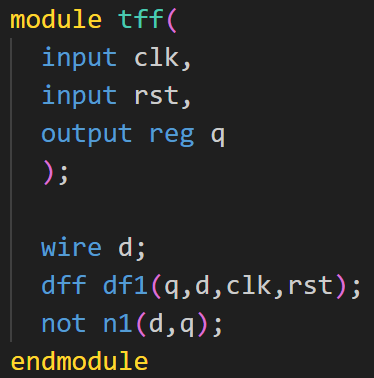 module tff(
  input clk,
  input rst,
  output reg q
  );

  wire d;
  dff df1(q,d,clk,rst);
  not n1(d,q);
endmodule